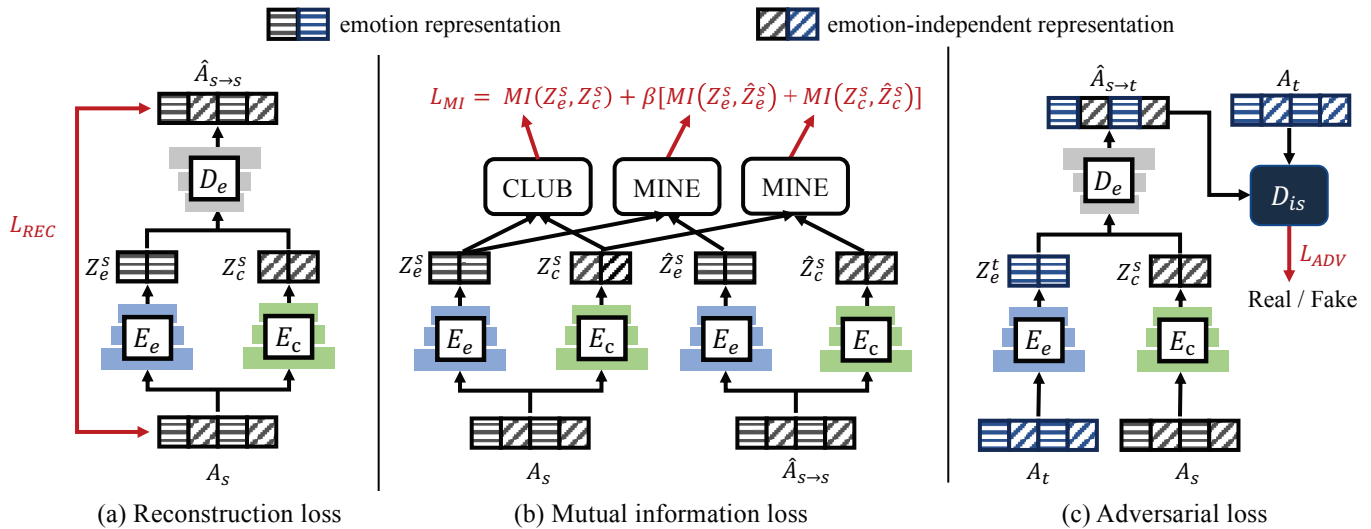 emotion representation
emotion-independent representation
Â_{s→s}
D_e
L_{REC}
Z_e^s
Z_c^s
E_e
E_c
A_s
(a) Reconstruction loss
L_{MI} = MI(Z_e^s, Z_c^s) + β[MI(Z_e^s, Ẑ_e^s) + MI(Z_c^s, Ẑ_c^s)]
CLUB
MINE
MINE
Z_e^s
Z_c^s
Ẑ_e^s
Ẑ_c^s
E_e
E_c
E_e
E_c
A_s
Â_{s→s}
(b) Mutual information loss
Â_{s→t}
A_t
D_e
D_{is}
L_{ADV}
Real / Fake
Z_e^t
Z_c^s
E_e
E_c
A_t
A_s
(c) Adversarial loss